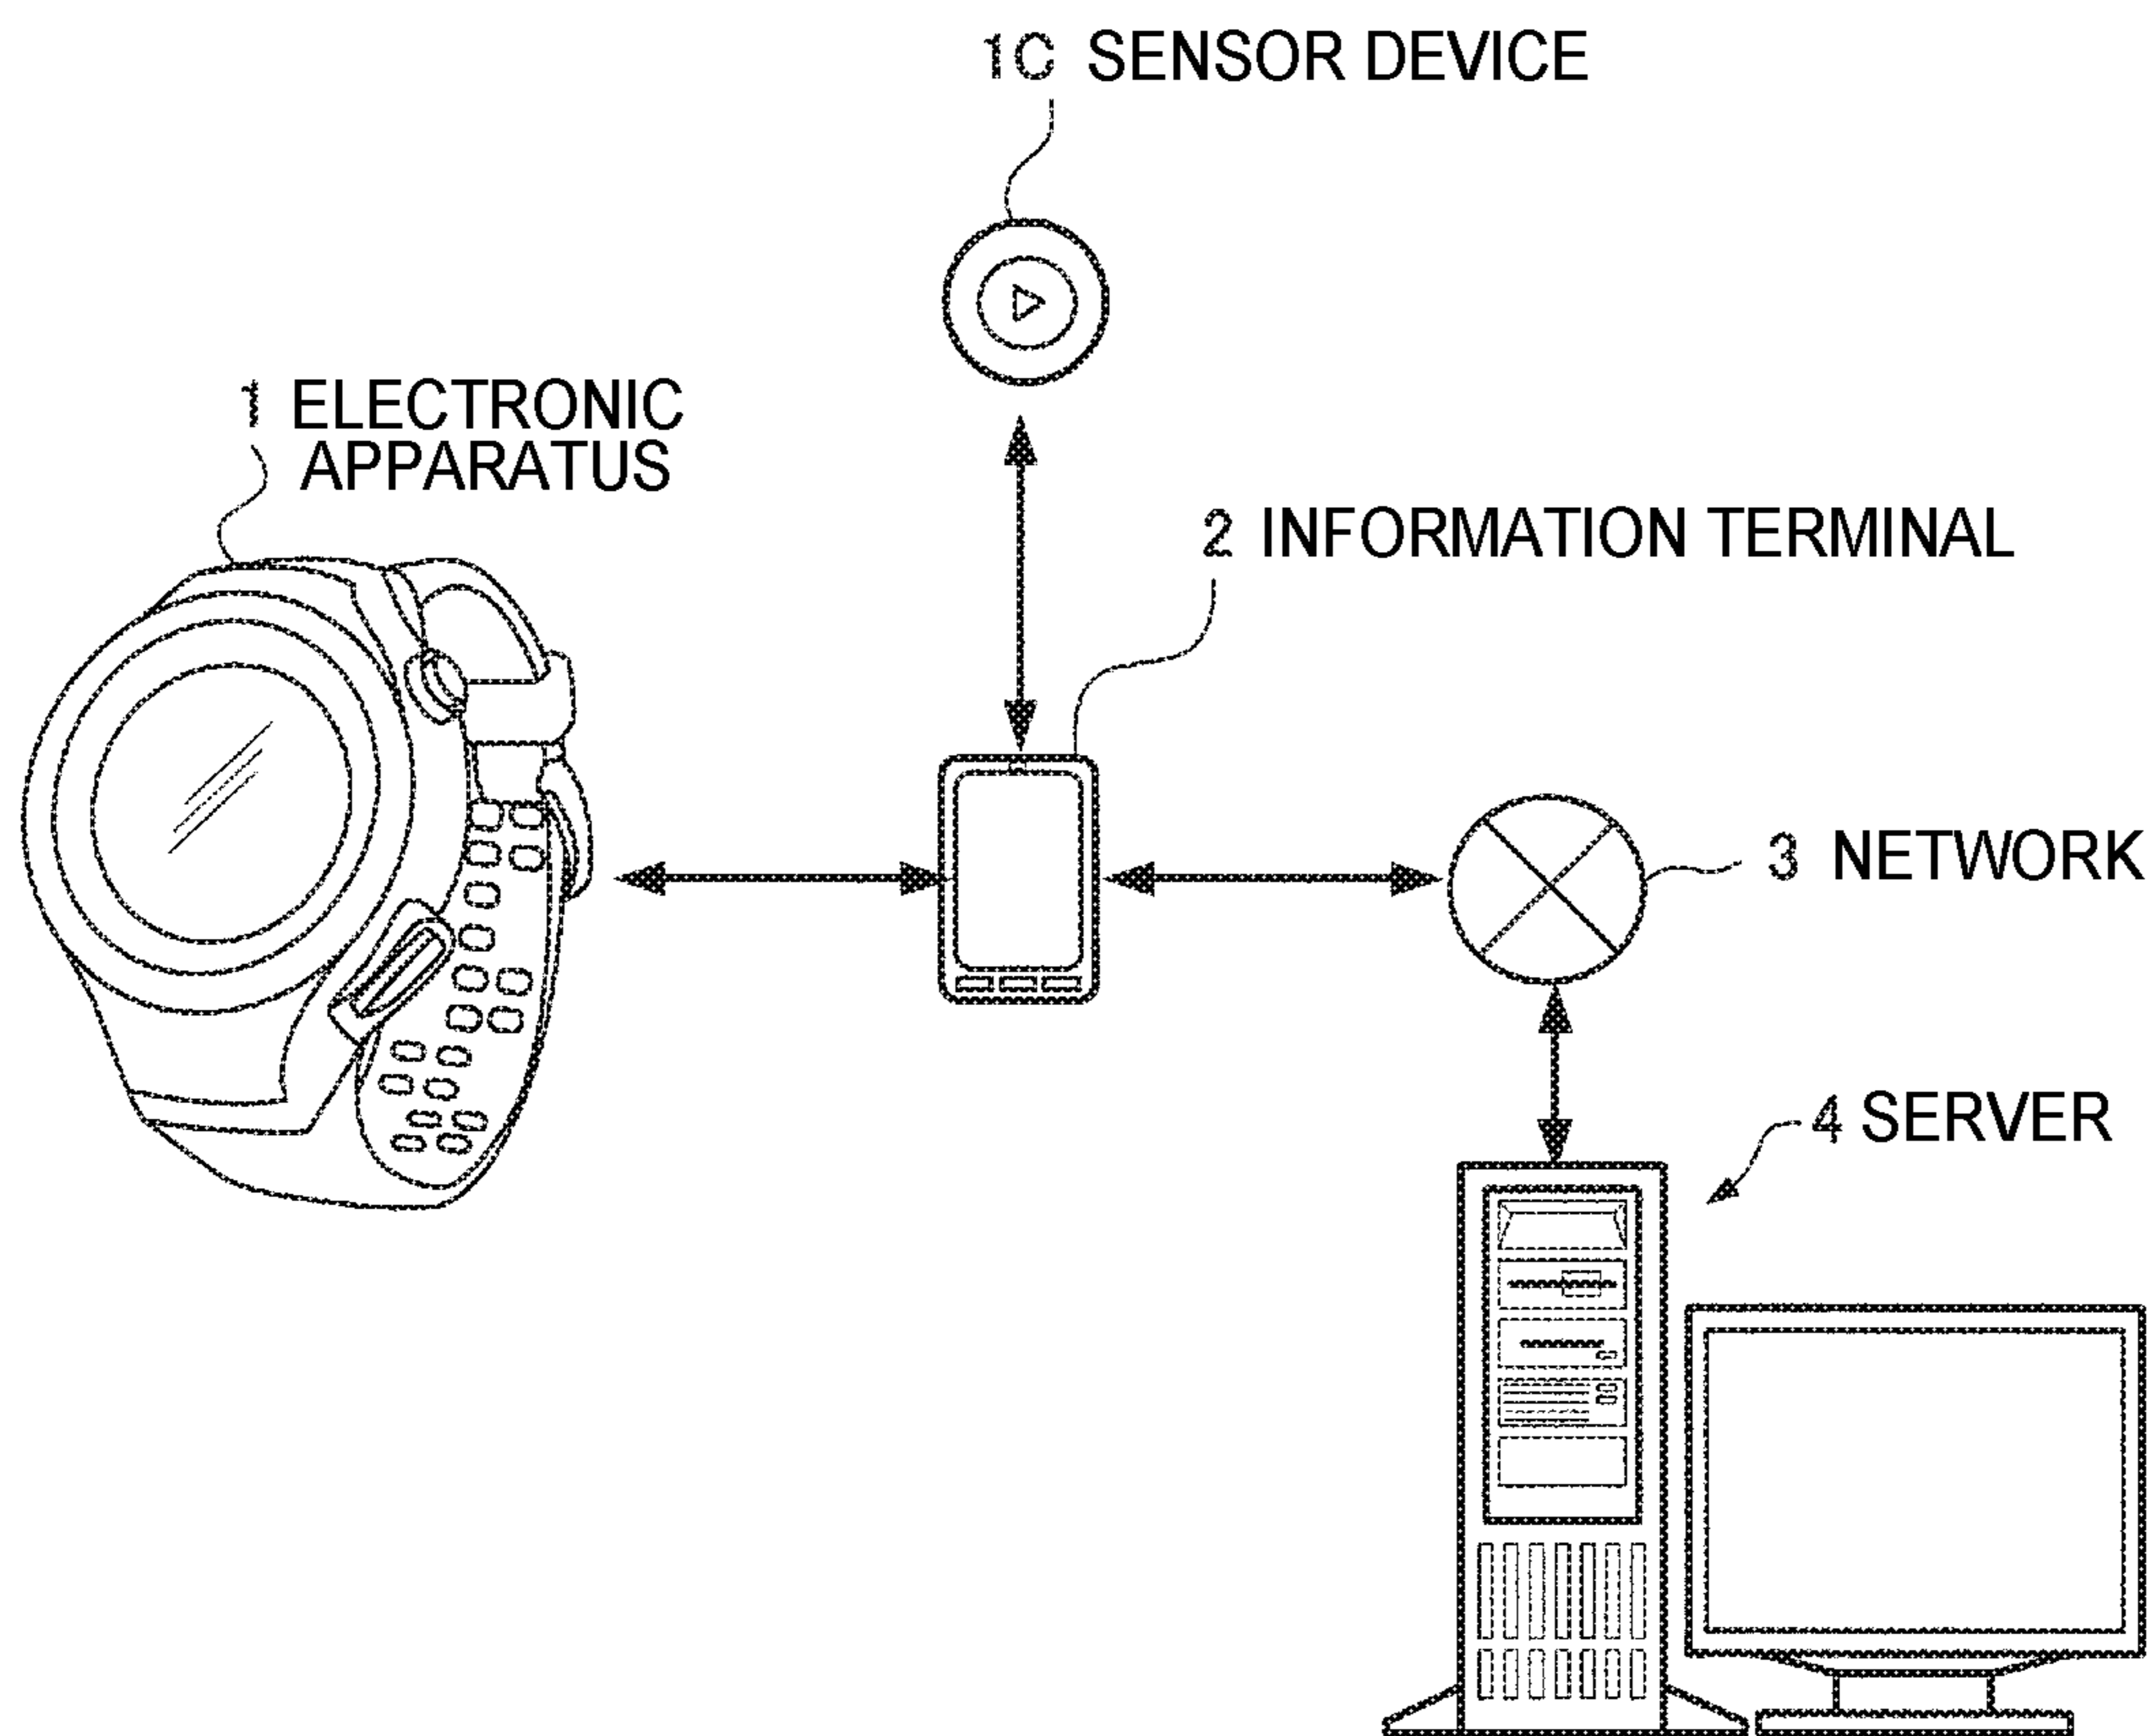 1C SENSOR DEVICE
1 ELECTRONIC
APPARATUS
2 INFORMATION TERMINAL
3 NETWORK
4 SERVER